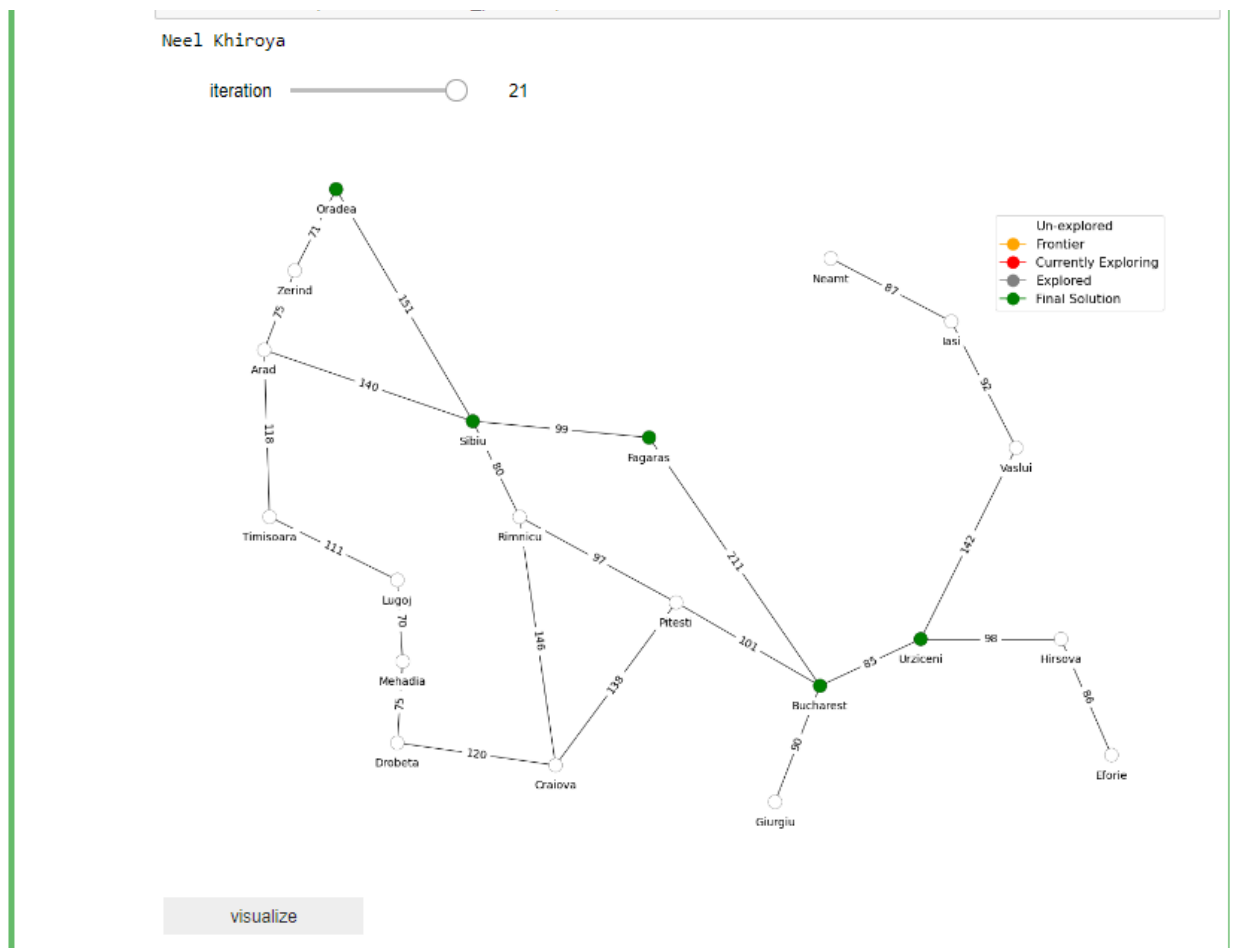 Neel Khiroya
iteration 21
Oradea
71
Zerind
75
151
Arad
140
118
Sibiu
99
Fagaras
80
Timisoara
111
Rimnicu
97
211
Lugoj
70
146
Pitesti
101
Mehadia
75
138
Drobeta
120
Craiova
Bucharest
85
Urziceni
98
Hirsova
90
86
Giurgiu
Eforie
142
Vaslui
92
Iasi
87
Neamt
Un-explored
Frontier
Currently Exploring
Explored
Final Solution
visualize